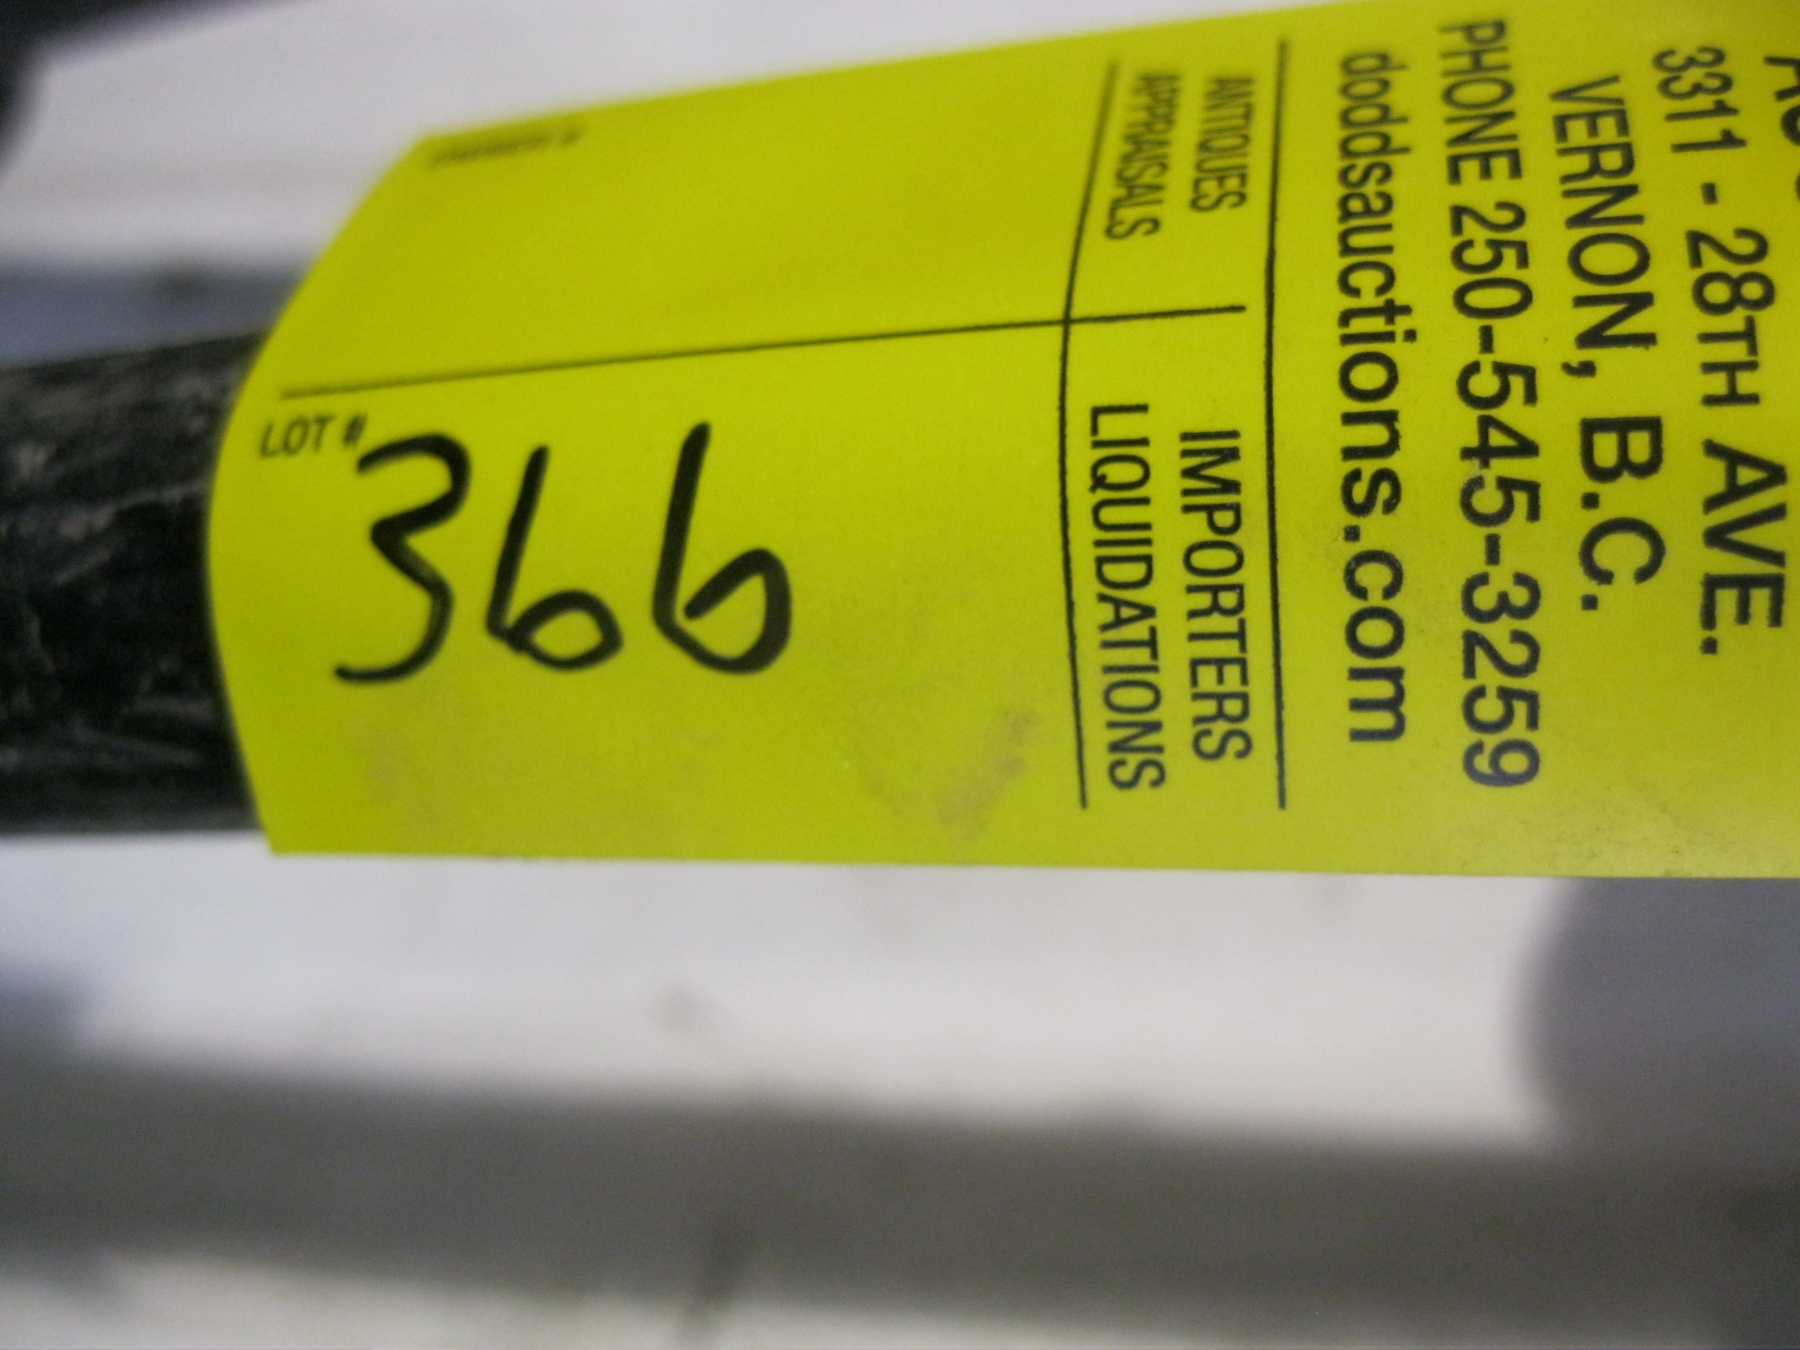 3311 - 28TH AVE.
VERNON, B.C.
PHONE 250-545-3259
doddsauctions.com
ANTIQUES IMPORTERS
APPRAISALS LIQUIDATIONS
LOT #
366